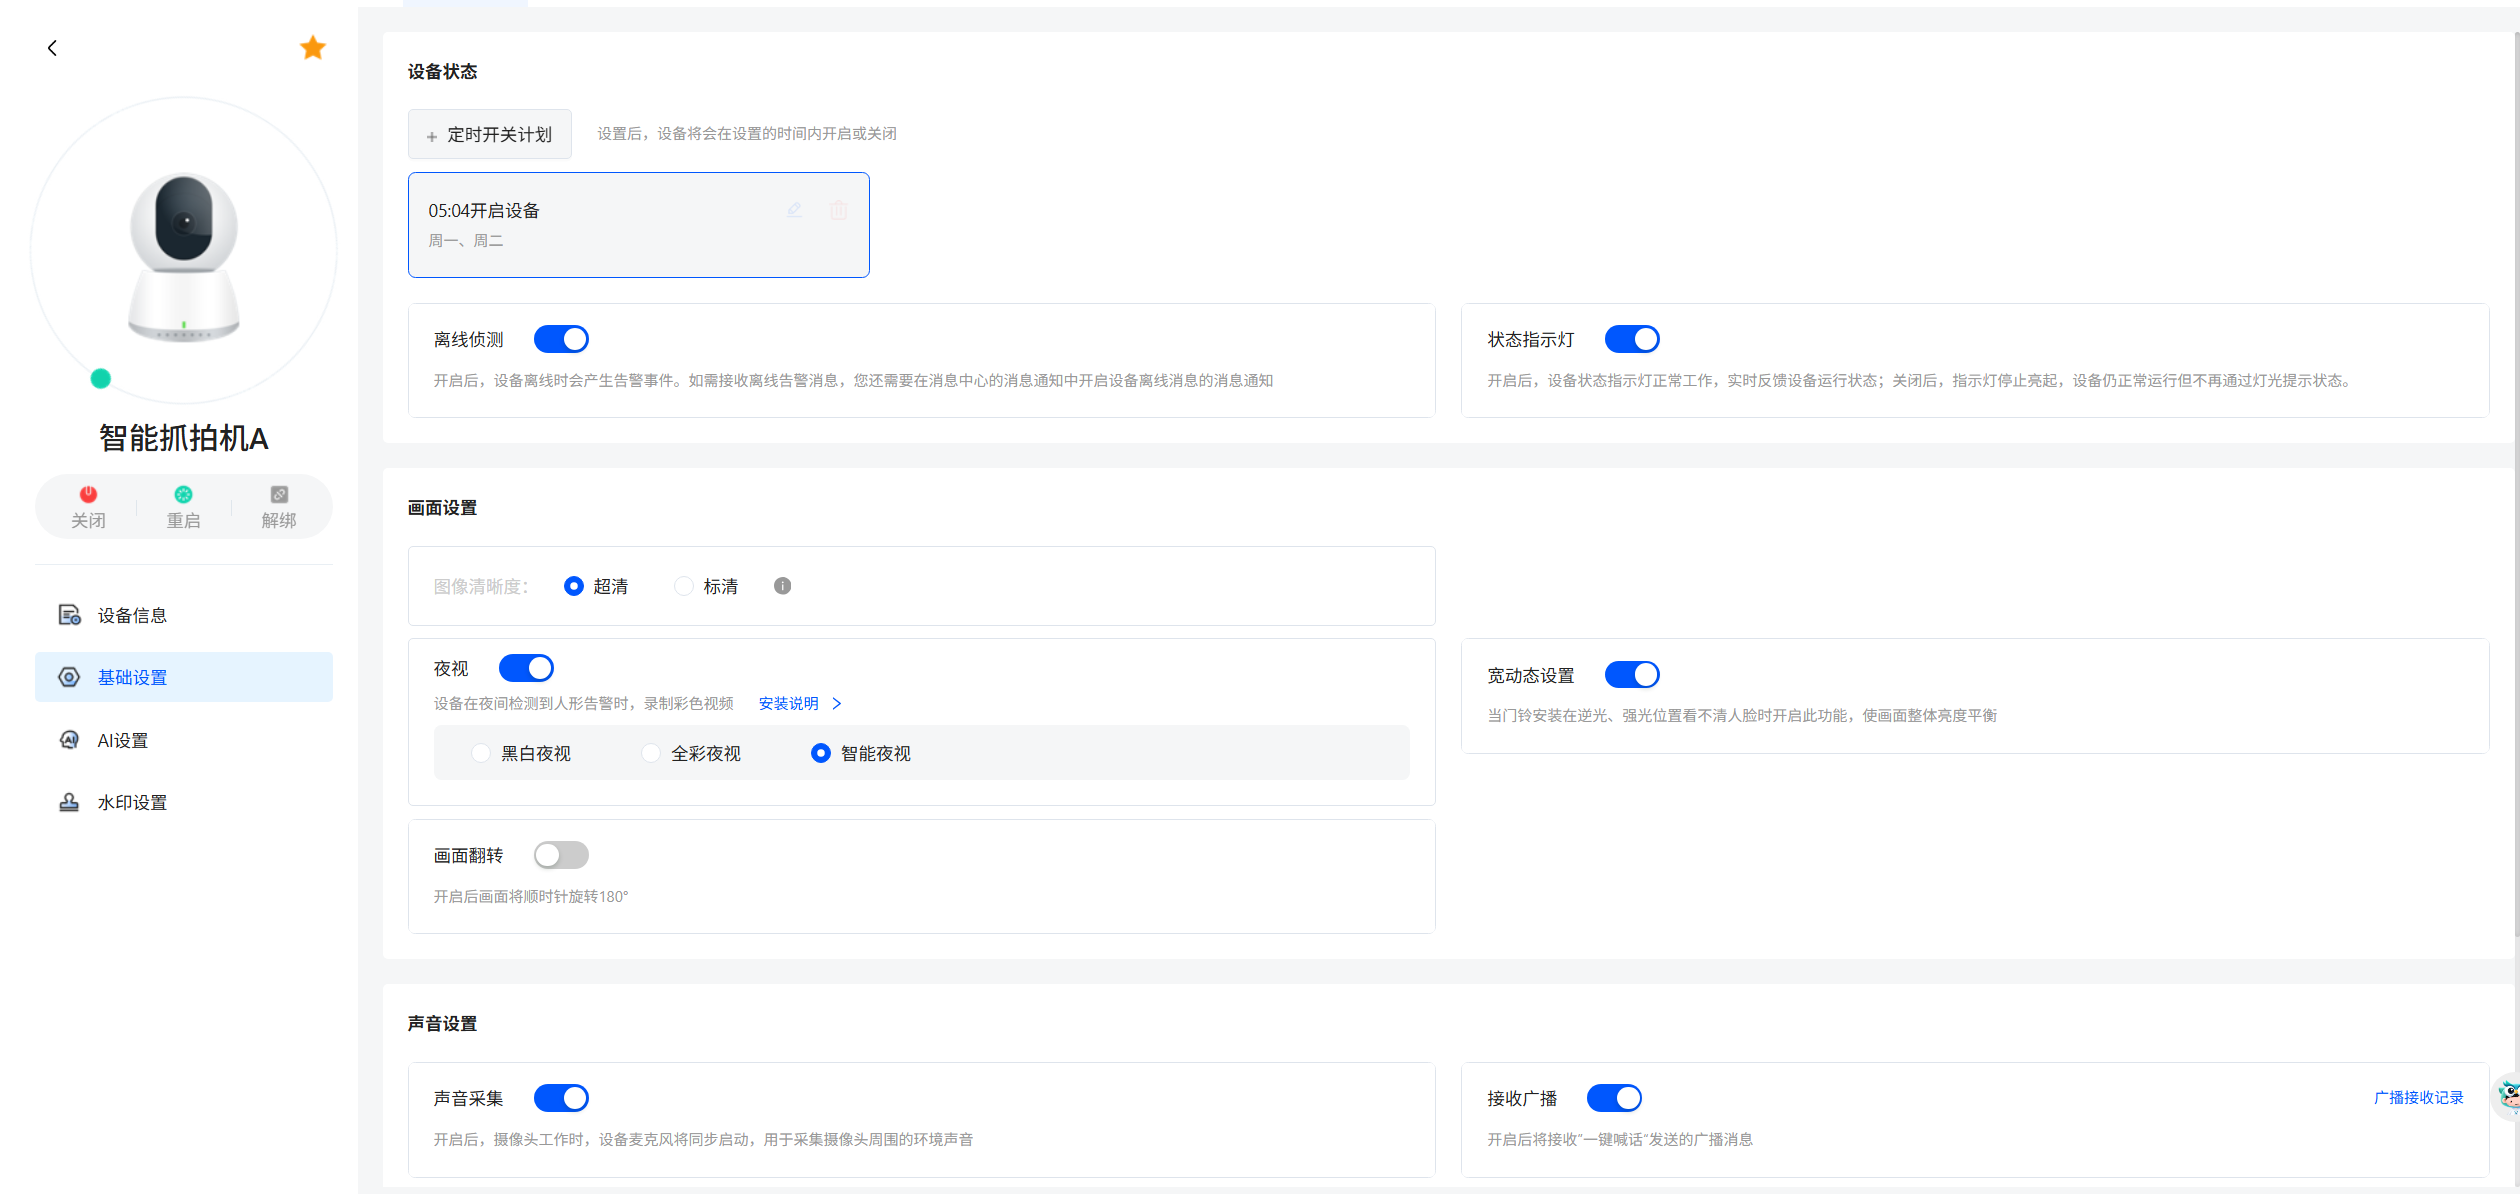 智能抓拍机A
关闭
重启
解绑
设备信息
基础设置
AI设置
水印设置
设备状态
+ 定时开关计划
设置后，设备将会在设置的时间内开启或关闭
05:04开启设备
周一、周二
离线侦测
开启后，设备离线时会产生告警事件。如需接收离线告警消息，您还需要在消息中心的消息通知中开启设备离线消息的消息通知
状态指示灯
开启后，设备状态指示灯正常工作，实时反馈设备运行状态；关闭后，指示灯停止亮起，设备仍正常运行但不再通过灯光提示状态。
画面设置
图像清晰度：
超清
标清
夜视
设备在夜间检测到人形告警时，录制彩色视频
安装说明
黑白夜视
全彩夜视
智能夜视
宽动态设置
当门铃安装在逆光、强光位置看不清人脸时开启此功能，使画面整体亮度平衡
画面翻转
开启后画面将顺时针旋转180°
声音设置
声音采集
开启后，摄像头工作时，设备麦克风将同步启动，用于采集摄像头周围的环境声音
接收广播
广播接收记录
开启后将接收”一键喊话“发送的广播消息